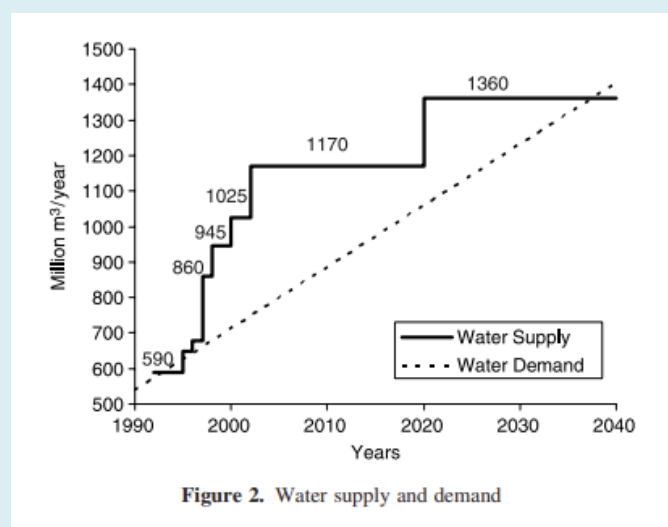 1500
1400
1300
1200
1100
1000
900
800
700
600
500
Million m³/year
590
860
945
1025
1170
1360
Water Supply
Water Demand
1990 2000 2010 2020 2030 2040
Years
Figure 2. Water supply and demand